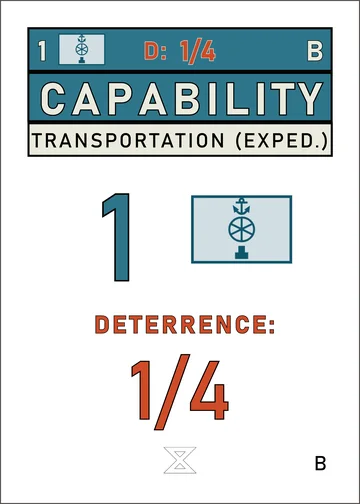 1 D: 1/4 B
CAPABILITY
TRANSPORTATION (EXPED.)
1
DETERRENCE:
1/4
B